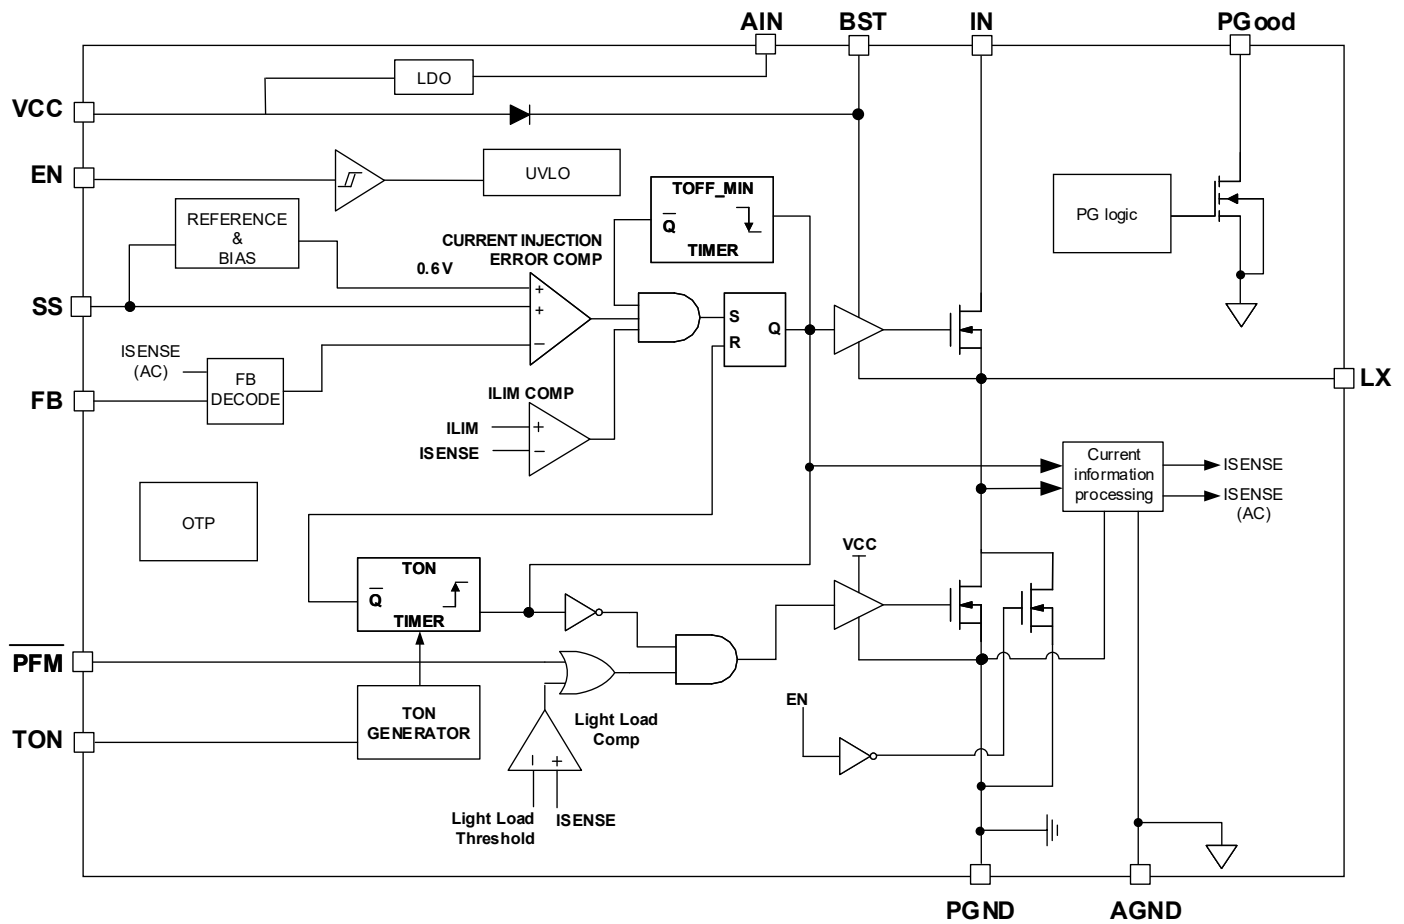 AIN
BST
IN
PGood
LDO
VCC
EN
UVLO
TOFF_MIN
Q
TIMER
REFERENCE
&
BIAS
CURRENT INJECTION
ERROR COMP
0.6V
PG logic
SS
+
+
−
S
R
Q
ISENSE
(AC)
FB
DECODE
FB
LX
ILIM COMP
ILIM
+
ISENSE
−
Current
information
processing
ISENSE
ISENSE
(AC)
OTP
VCC
TON
Q
TIMER
PFM
TON
GENERATOR
TON
Light Load
Comp
EN
− +
Light Load
Threshold
ISENSE
PGND
AGND